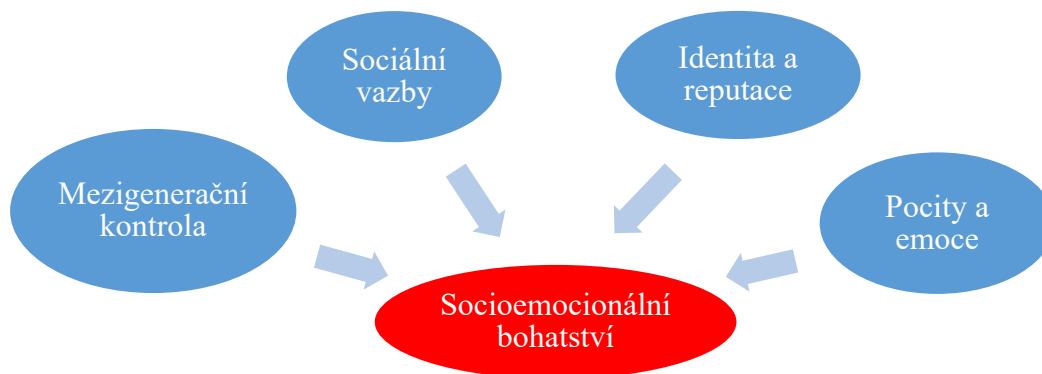 Sociální
vazby
Identita a
reputace
Mezigenerační
kontrola
Pocity a
emoce
Socioemocionální
bohatství